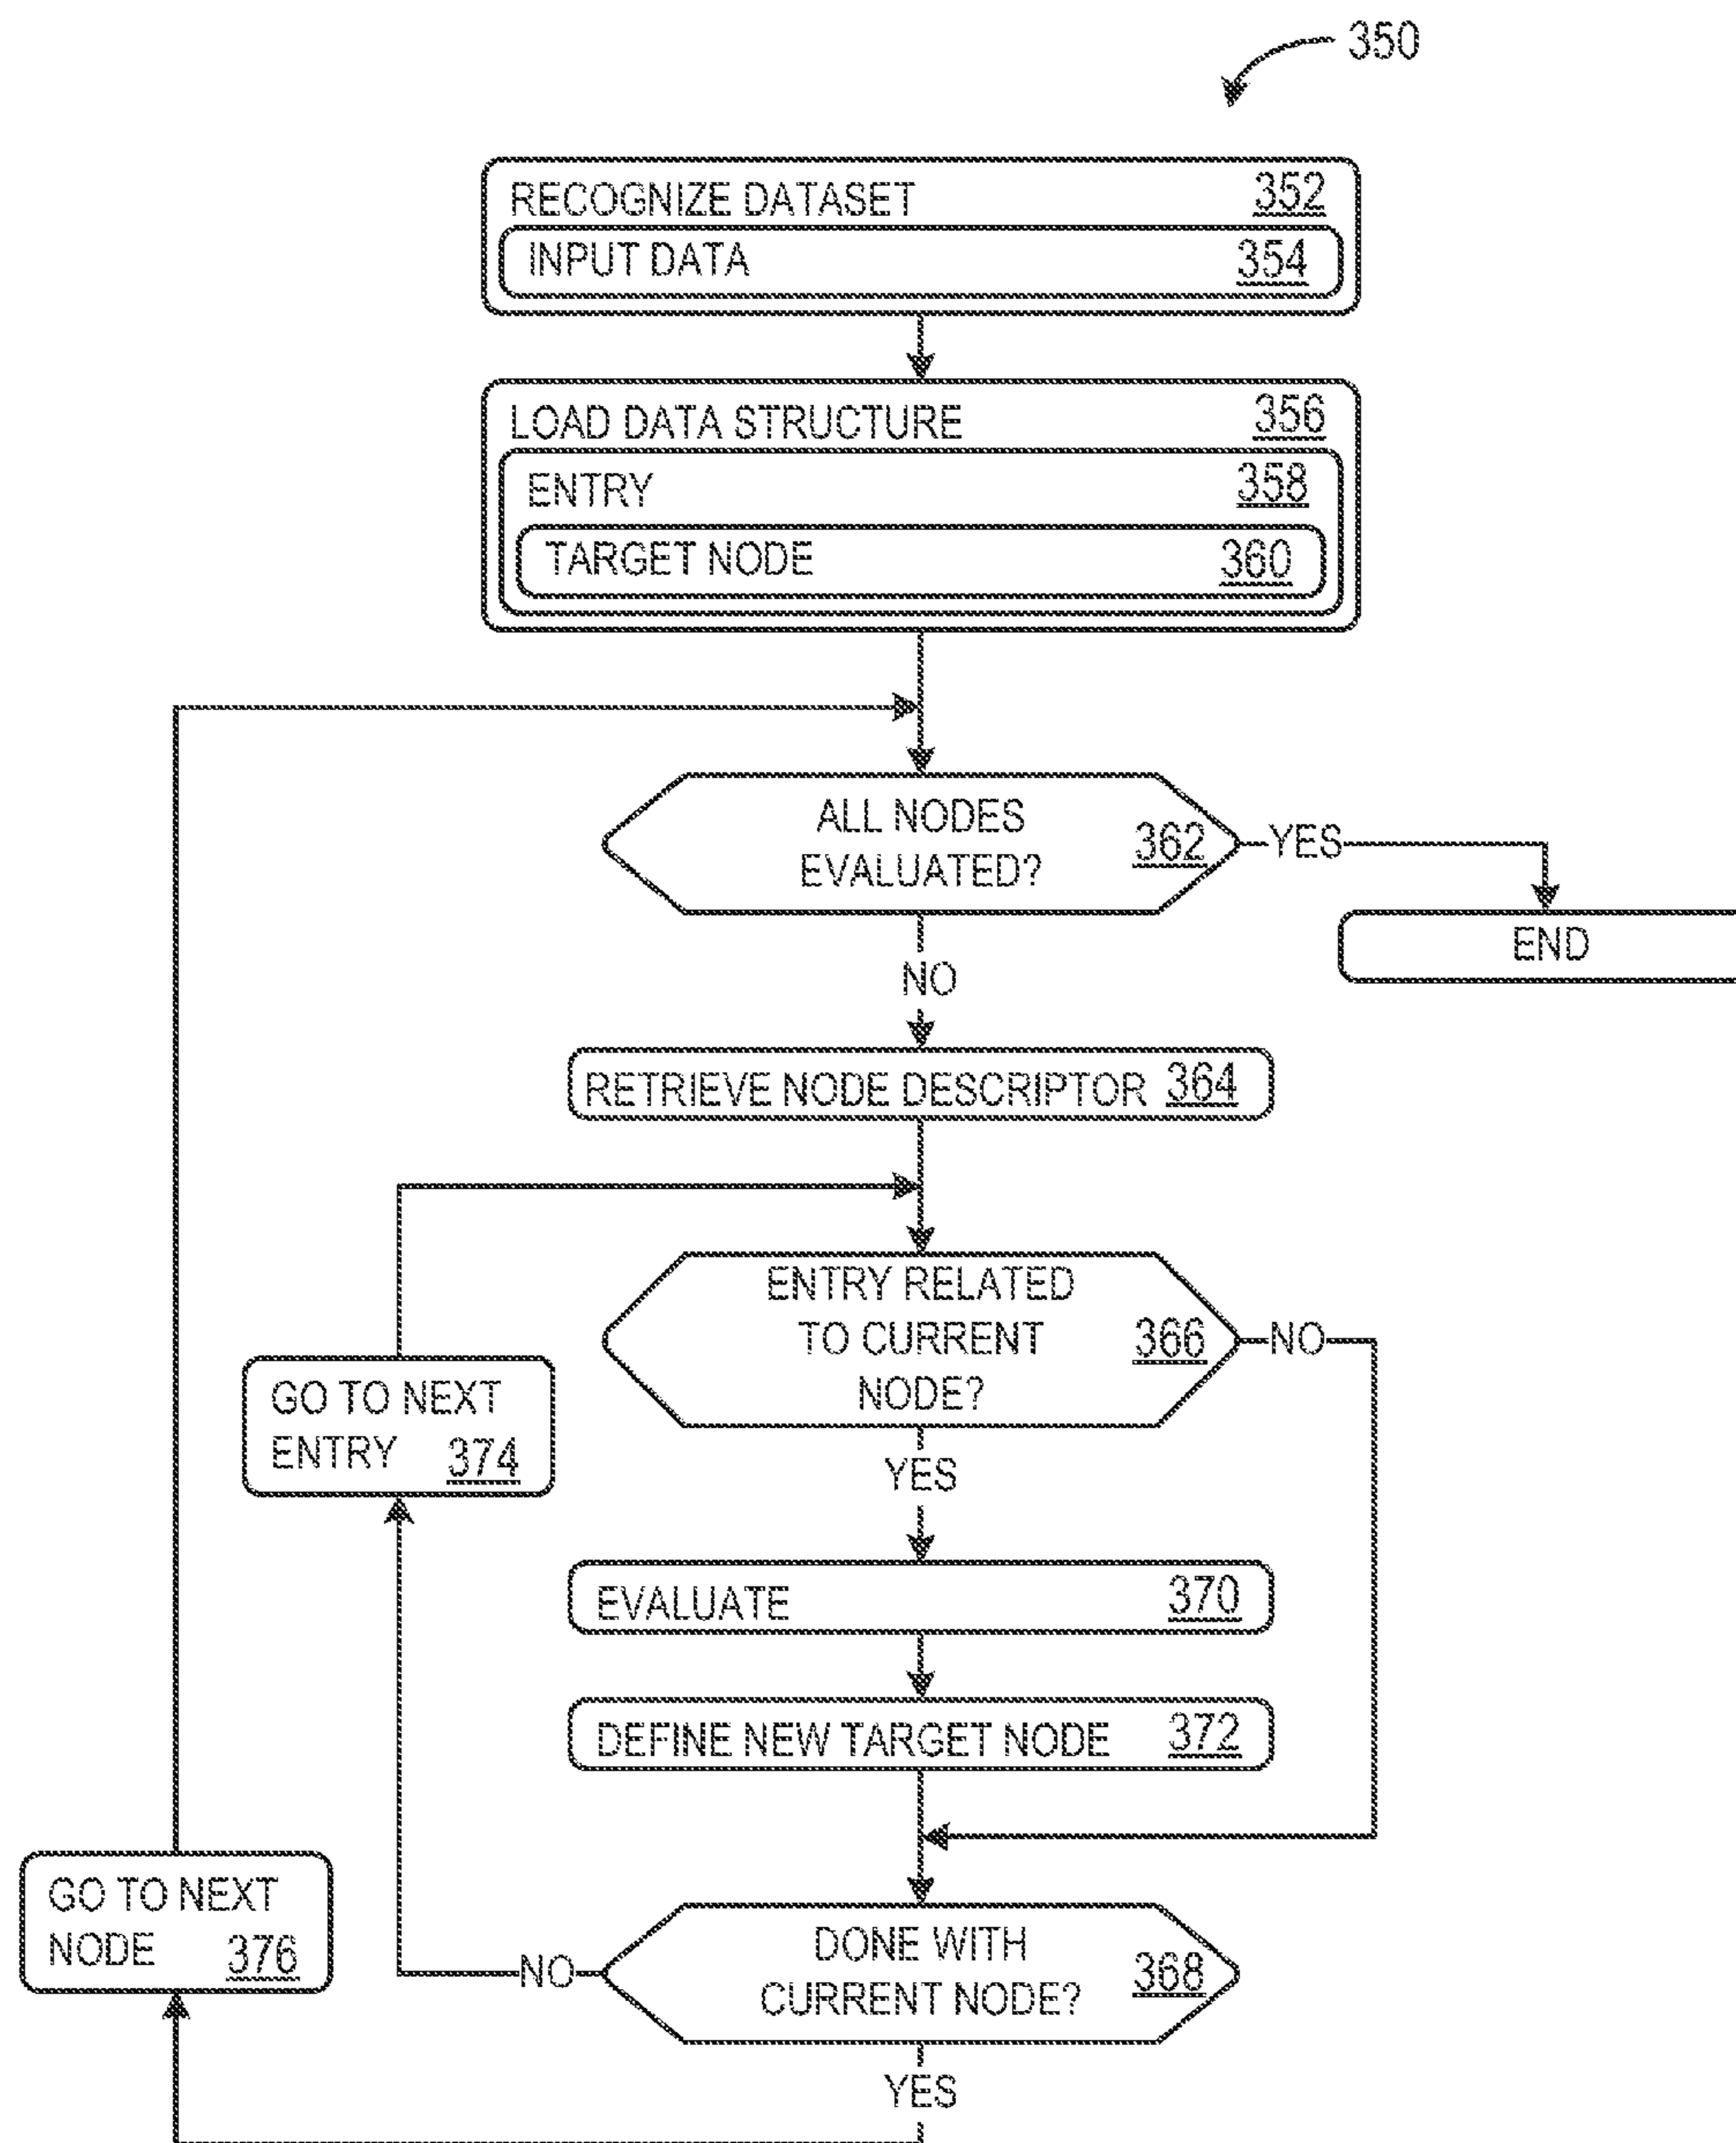 350
RECOGNIZE DATASET 352
INPUT DATA 354
LOAD DATA STRUCTURE 356
ENTRY 358
TARGET NODE 360
ALL NODES
EVALUATED?
362
YES
END
NO
RETRIEVE NODE DESCRIPTOR 364
ENTRY RELATED
TO CURRENT
NODE?
366
NO
GO TO NEXT
ENTRY 374
YES
EVALUATE 370
DEFINE NEW TARGET NODE 372
GO TO NEXT
NODE 376
DONE WITH
CURRENT NODE?
368
NO
YES